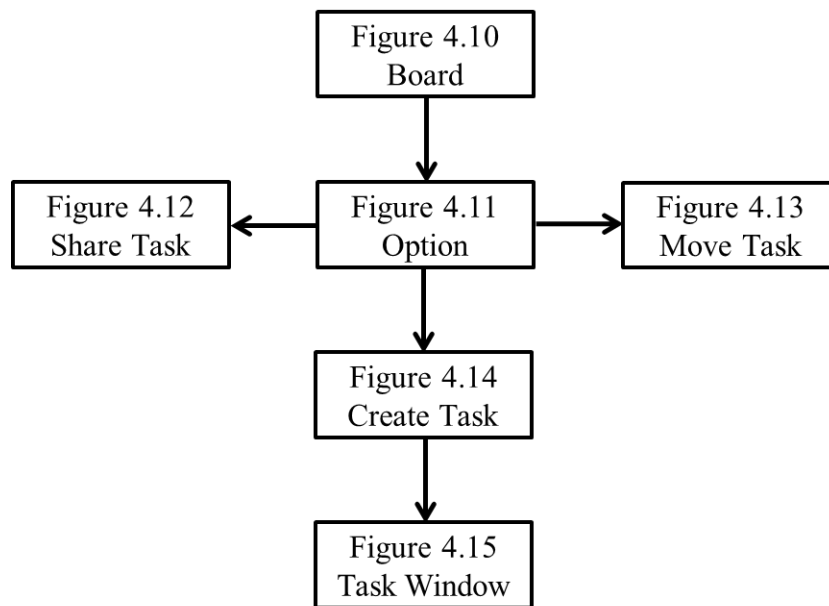 Figure 4.10
Board
Figure 4.12
Share Task
Figure 4.11
Option
Figure 4.13
Move Task
Figure 4.14
Create Task
Figure 4.15
Task Window